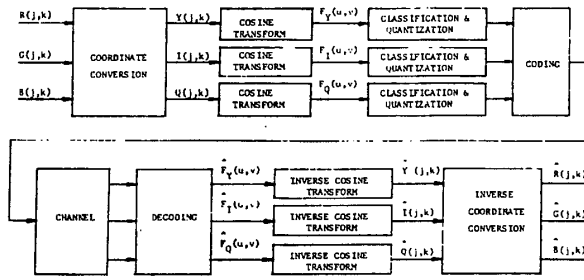 R(j,k)
Y(j,k)
COSINE
TRANSFORM
F_Y(u,v)
CLASSIFICATION &
QUANTIZATION
G(j,k)
COORDINATE
CONVERSION
I(j,k)
COSINE
TRANSFORM
F_I(u,v)
CLASSIFICATION &
QUANTIZATION
CODING
B(j,k)
Q(j,k)
COSINE
TRANSFORM
F_Q(u,v)
CLASSIFICATION &
QUANTIZATION
CHANNEL
DECODING
F̂_Y(u,v)
INVERSE COSINE
TRANSFORM
Ŷ(j,k)
F̂_I(u,v)
INVERSE COSINE
TRANSFORM
Î(j,k)
F̂_Q(u,v)
INVERSE COSINE
TRANSFORM
Q̂(j,k)
INVERSE
COORDINATE
CONVERSION
R̂(j,k)
Ĝ(j,k)
B̂(j,k)